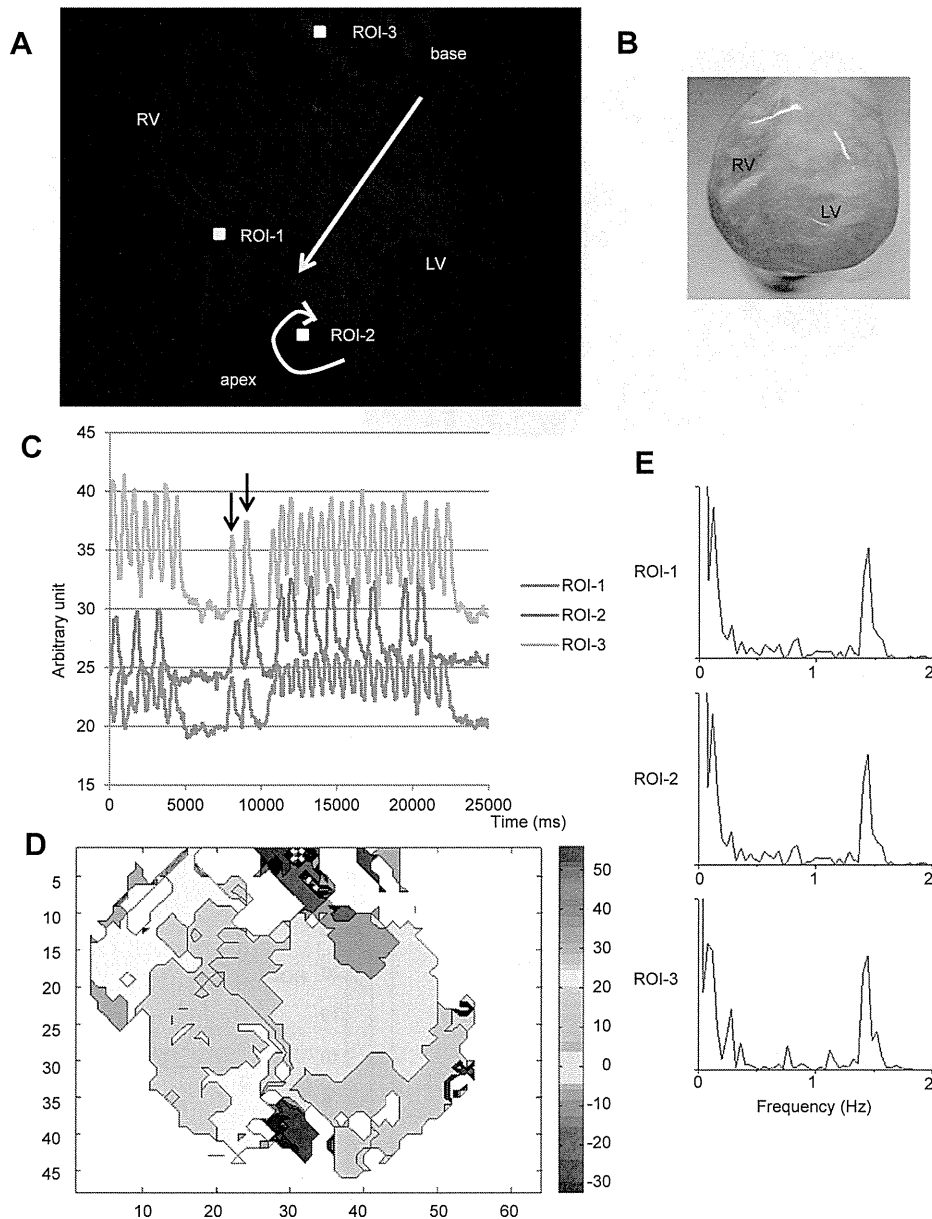 A
ROI-3
base
RV
ROI-1
LV
ROI-2
apex
B
RV
LV
C
45
40
35
30
25
20
15
Arbitrary unit
0 5000 10000 15000 20000 25000
Time (ms)
ROI-1
ROI-2
ROI-3
D
5
10
15
20
25
30
35
40
45
10 20 30 40 50 60
50
40
30
20
10
0
-10
-20
-30
E
ROI-1
0 1 2
ROI-2
0 1 2
ROI-3
0 1 2
Frequency (Hz)